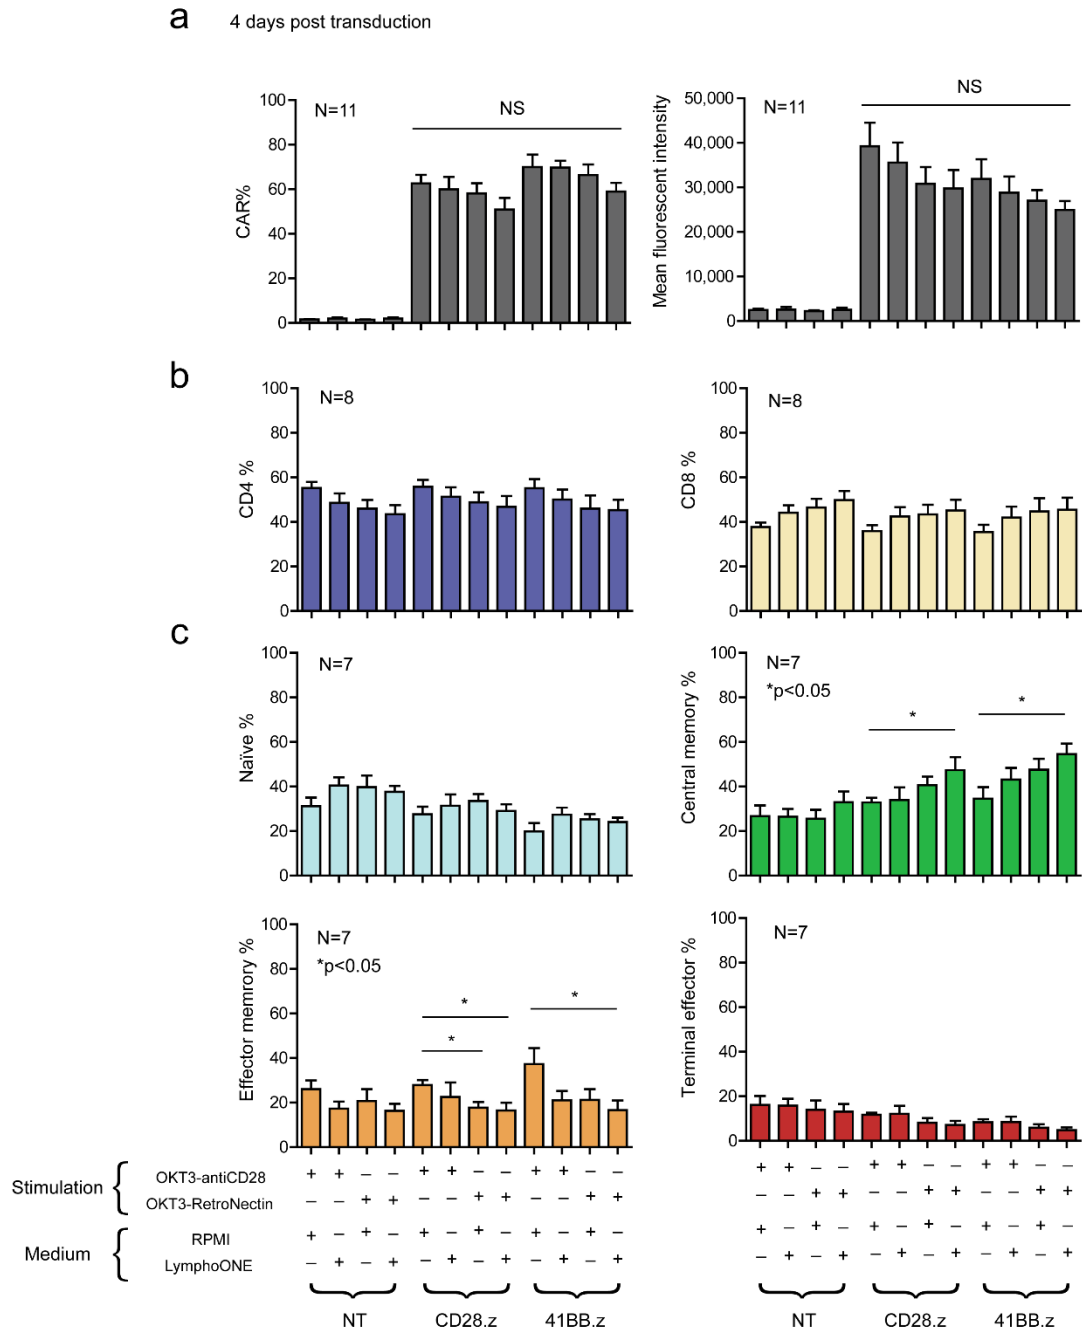 a 4 days post transduction
CAR%
100
80
60
40
20
0
N=11
NS
Mean fluorescent intensity
50,000
40,000
30,000
20,000
10,000
0
N=11
NS
b
CD4 %
100
80
60
40
20
0
N=8
CD8 %
100
80
60
40
20
0
N=8
c
Naïve %
100
80
60
40
20
0
N=7
Central memory %
100
80
60
40
20
0
N=7
*p<0.05
* *
Effector memrory %
100
80
60
40
20
0
N=7
*p<0.05
* * *
Terminal effector %
100
80
60
40
20
0
N=7
Stimulation
OKT3-antiCD28 + + – – + + – – + + – – + + – – + + – – + + – –
OKT3-RetroNectin – – + + – – + + – – + + – – + + – – + + – – + +
Medium
RPMI + – + – + – + – + – + – + – + – + – + – + – + –
LymphoONE – + – + – + – + – + – + – + – + – + – + – + – +
NT CD28.z 41BB.z NT CD28.z 41BB.z